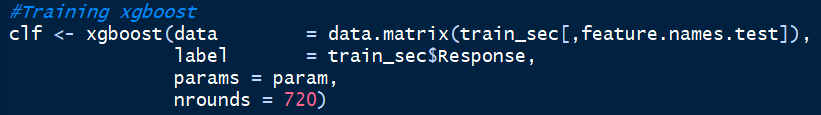 #Training xgboost
clf <- xgboost(data        = data.matrix(train_sec[,feature.names.test]),
               label       = train_sec$Response,
               params = param,
               nrounds = 720)